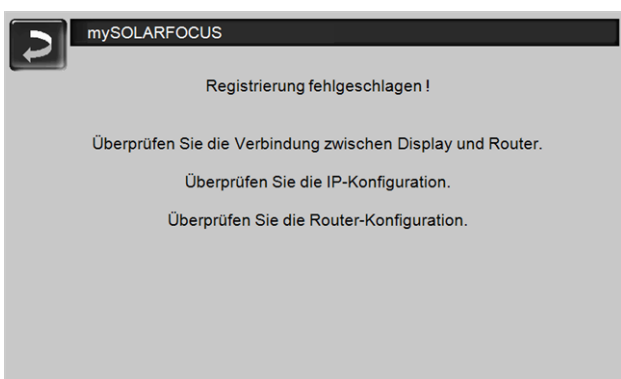 mySOLARFOCUS
Registrierung fehlgeschlagen !
Überprüfen Sie die Verbindung zwischen Display und Router.
Überprüfen Sie die IP-Konfiguration.
Überprüfen Sie die Router-Konfiguration.